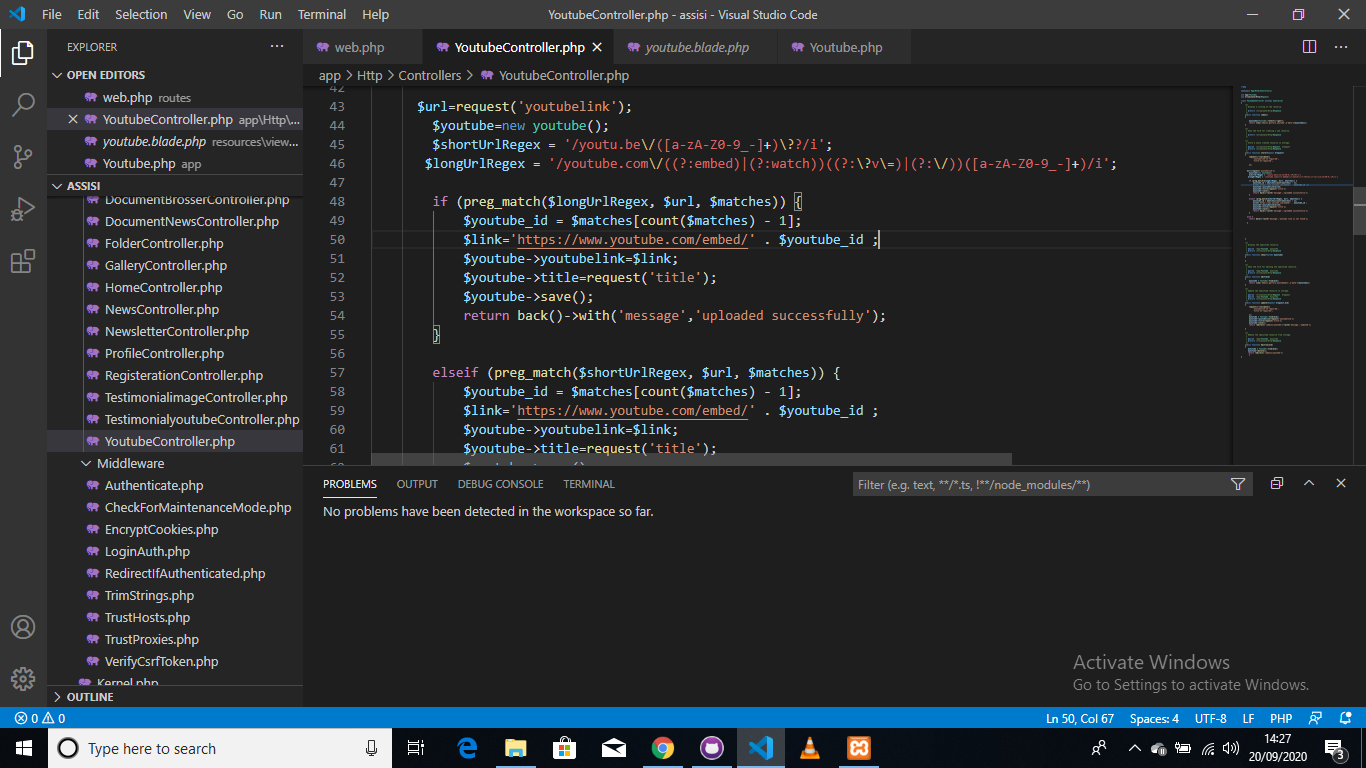 File Edit Selection View Go Run Terminal Help
YoutubeController.php - assisi - Visual Studio Code
EXPLORER
OPEN EDITORS
web.php routes
YoutubeController.php app\Http\...
youtube.blade.php resources\view...
Youtube.php app
ASSISI
DocumentBrosserController.php
DocumentNewsController.php
FolderController.php
GalleryController.php
HomeController.php
NewsController.php
NewsletterController.php
ProfileController.php
RegisterationController.php
TestimonialimageController.php
TestimonialyoutubeController.php
YoutubeController.php
Middleware
Authenticate.php
CheckForMaintenanceMode.php
EncryptCookies.php
LoginAuth.php
RedirectIfAuthenticated.php
TrimStrings.php
TrustHosts.php
TrustProxies.php
VerifyCsrfToken.php
Kernel.php
OUTLINE
web.php YoutubeController.php youtube.blade.php Youtube.php
app > Http > Controllers > YoutubeController.php
42
43 $url=request('youtubelink');
44 $youtube=new youtube();
45 $shortUrlRegex = '/youtu.be\/([a-zA-Z0-9_-]+)\??/i';
46 $longUrlRegex = '/youtube.com\/((?:embed)|(?:watch))((?:\?v\=)|(?:\/))([a-zA-Z0-9_-]+)/i';
47
48 if (preg_match($longUrlRegex, $url, $matches)) {
49 $youtube_id = $matches[count($matches) - 1];
50 $link='https://www.youtube.com/embed/' . $youtube_id ;
51 $youtube->youtubelink=$link;
52 $youtube->title=request('title');
53 $youtube->save();
54 return back()->with('message','uploaded successfully');
55 }
56
57 elseif (preg_match($shortUrlRegex, $url, $matches)) {
58 $youtube_id = $matches[count($matches) - 1];
59 $link='https://www.youtube.com/embed/' . $youtube_id ;
60 $youtube->youtubelink=$link;
61 $youtube->title=request('title');
PROBLEMS OUTPUT DEBUG CONSOLE TERMINAL
Filter (e.g. text, **/*.ts, !**/node_modules/**)
No problems have been detected in the workspace so far.
Activate Windows
Go to Settings to activate Windows.
0 0
Ln 50, Col 67 Spaces: 4 UTF-8 LF PHP
Type here to search
14:27
20/09/2020
3